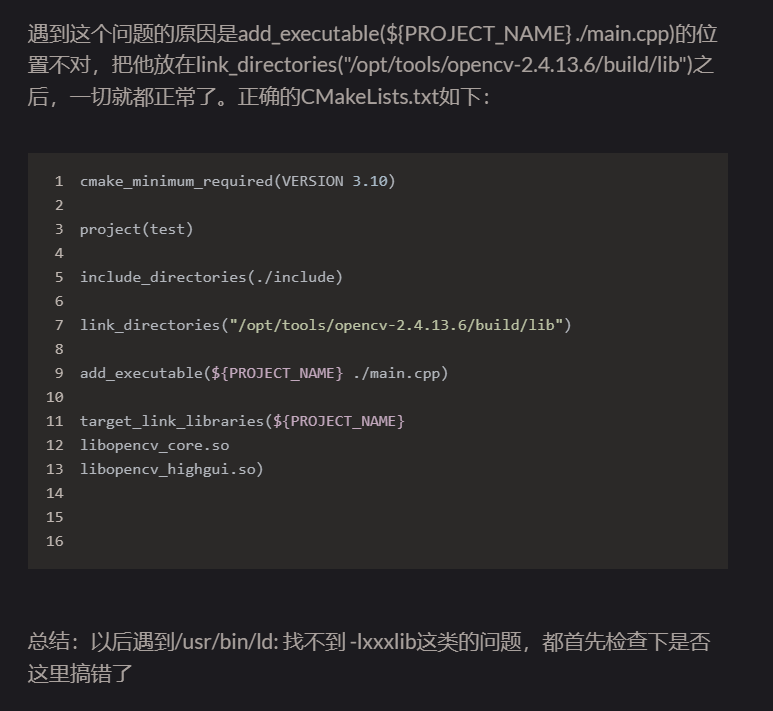 遇到这个问题的原因是add_executable(${PROJECT_NAME} ./main.cpp)的位
置不对，把他放在link_directories("/opt/tools/opencv-2.4.13.6/build/lib")之
后，一切就都正常了。正确的CMakeLists.txt如下：
1 cmake_minimum_required(VERSION 3.10)
2
3 project(test)
4
5 include_directories(./include)
6
7 link_directories("/opt/tools/opencv-2.4.13.6/build/lib")
8
9 add_executable(${PROJECT_NAME} ./main.cpp)
10
11 target_link_libraries(${PROJECT_NAME}
12 libopencv_core.so
13 libopencv_highgui.so)
14
15
16
总结：以后遇到/usr/bin/ld: 找不到 -lxxxlib这类的问题，都首先检查下是否
这里搞错了